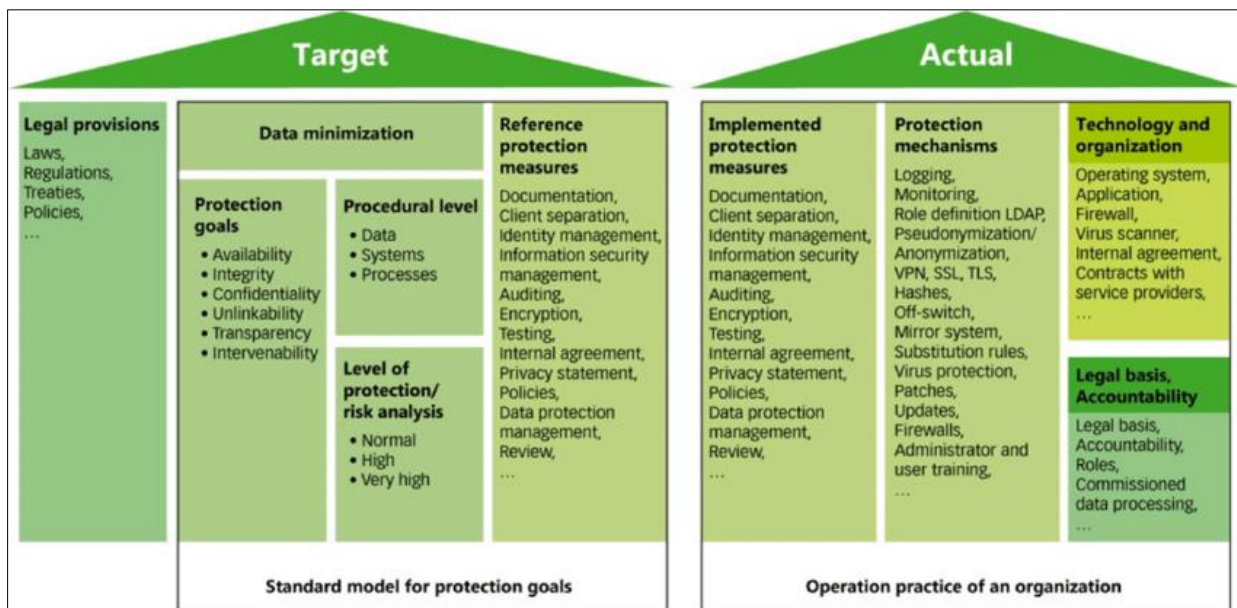 Target
Legal provisions
Laws,
Regulations,
Treaties,
Policies,
…
Data minimization
Protection
goals
• Availability
• Integrity
• Confidentiality
• Unlinkability
• Transparency
• Intervenability
Procedural level
• Data
• Systems
• Processes
Level of
protection/
risk analysis
• Normal
• High
• Very high
Reference
protection
measures
Documentation,
Client separation,
Identity management,
Information security
management,
Auditing,
Encryption,
Testing,
Internal agreement,
Privacy statement,
Policies,
Data protection
management,
Review,
…
Standard model for protection goals
Actual
Implemented
protection
measures
Documentation,
Client separation,
Identity management,
Information security
management,
Auditing,
Encryption,
Testing,
Internal agreement,
Privacy statement,
Policies,
Data protection
management,
Review,
…
Protection
mechanisms
Logging,
Monitoring,
Role definition LDAP,
Pseudonymization/
Anonymization,
VPN, SSL, TLS,
Hashes,
Off-switch,
Mirror system,
Substitution rules,
Virus protection,
Patches,
Updates,
Firewalls,
Administrator and
user training,
…
Technology and
organization
Operating system,
Application,
Firewall,
Virus scanner,
Internal agreement,
Contracts with
service providers,
…
Legal basis,
Accountability
Legal basis,
Accountability,
Roles,
Commissioned
data processing,
…
Operation practice of an organization